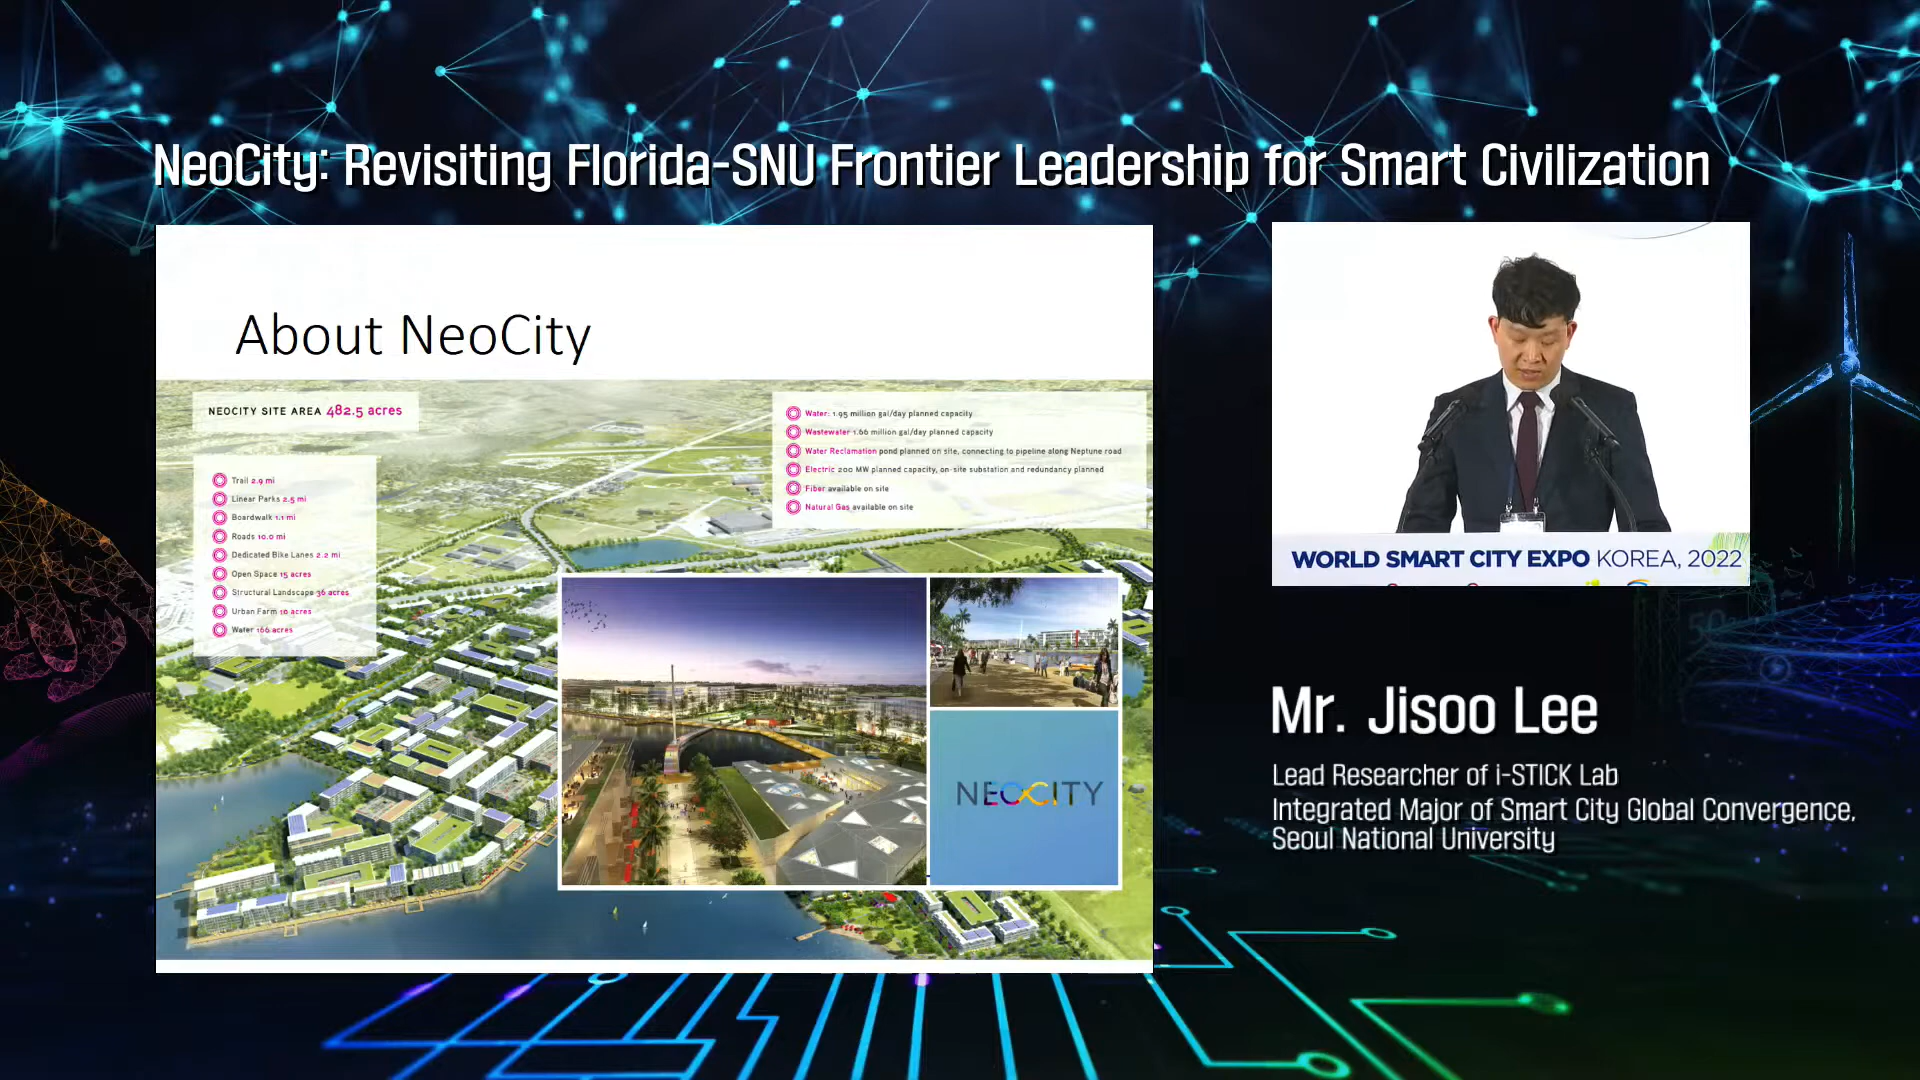 NeoCity: Revisiting Florida-SNU Frontier Leadership for Smart Civilization
About NeoCity
NEOCITY SITE AREA 482.5 acres
Trail 2.9 mi
Linear Parks 2.5 mi
Boardwalk 1.1 mi
Roads 10.0 mi
Dedicated Bike Lanes 2.2 mi
Open Space 15 acres
Structural Landscape 36 acres
Urban Farm 10 acres
Water 166 acres
Water: 1.95 million gal/day planned capacity
Wastewater 1.66 million gal/day planned capacity
Water Reclamation pond planned on site, connecting to pipeline along Neptune road
Electric 200 MW planned capacity, on-site substation and redundancy planned
Fiber available on site
Natural Gas available on site
NEOCITY
WORLD SMART CITY EXPO KOREA, 2022
Mr. Jisoo Lee
Lead Researcher of i-STICK Lab
Integrated Major of Smart City Global Convergence,
Seoul National University